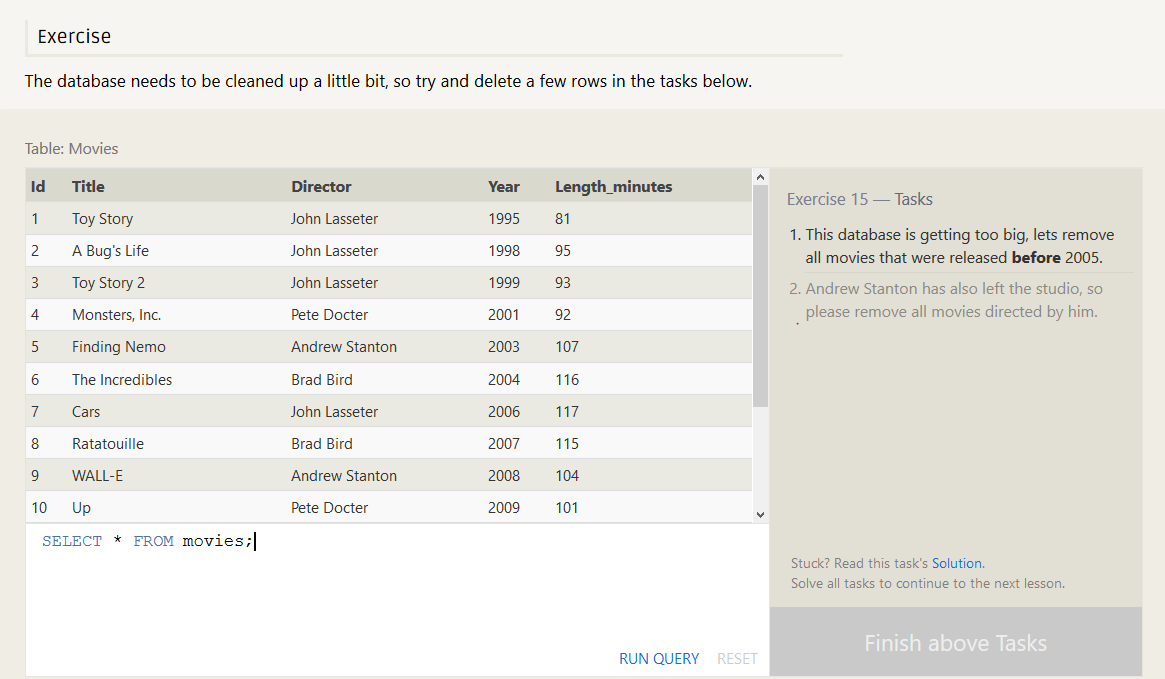 Exercise
The database needs to be cleaned up a little bit, so try and delete a few rows in the tasks below.
Table: Movies
Id Title Director Year Length_minutes
1 Toy Story John Lasseter 1995 81
2 A Bug's Life John Lasseter 1998 95
3 Toy Story 2 John Lasseter 1999 93
4 Monsters, Inc. Pete Docter 2001 92
5 Finding Nemo Andrew Stanton 2003 107
6 The Incredibles Brad Bird 2004 116
7 Cars John Lasseter 2006 117
8 Ratatouille Brad Bird 2007 115
9 WALL-E Andrew Stanton 2008 104
10 Up Pete Docter 2009 101
SELECT * FROM movies;
RUN QUERY RESET
Exercise 15 — Tasks
1. This database is getting too big, lets remove
all movies that were released before 2005.
2. Andrew Stanton has also left the studio, so
please remove all movies directed by him.
Stuck? Read this task's Solution.
Solve all tasks to continue to the next lesson.
Finish above Tasks